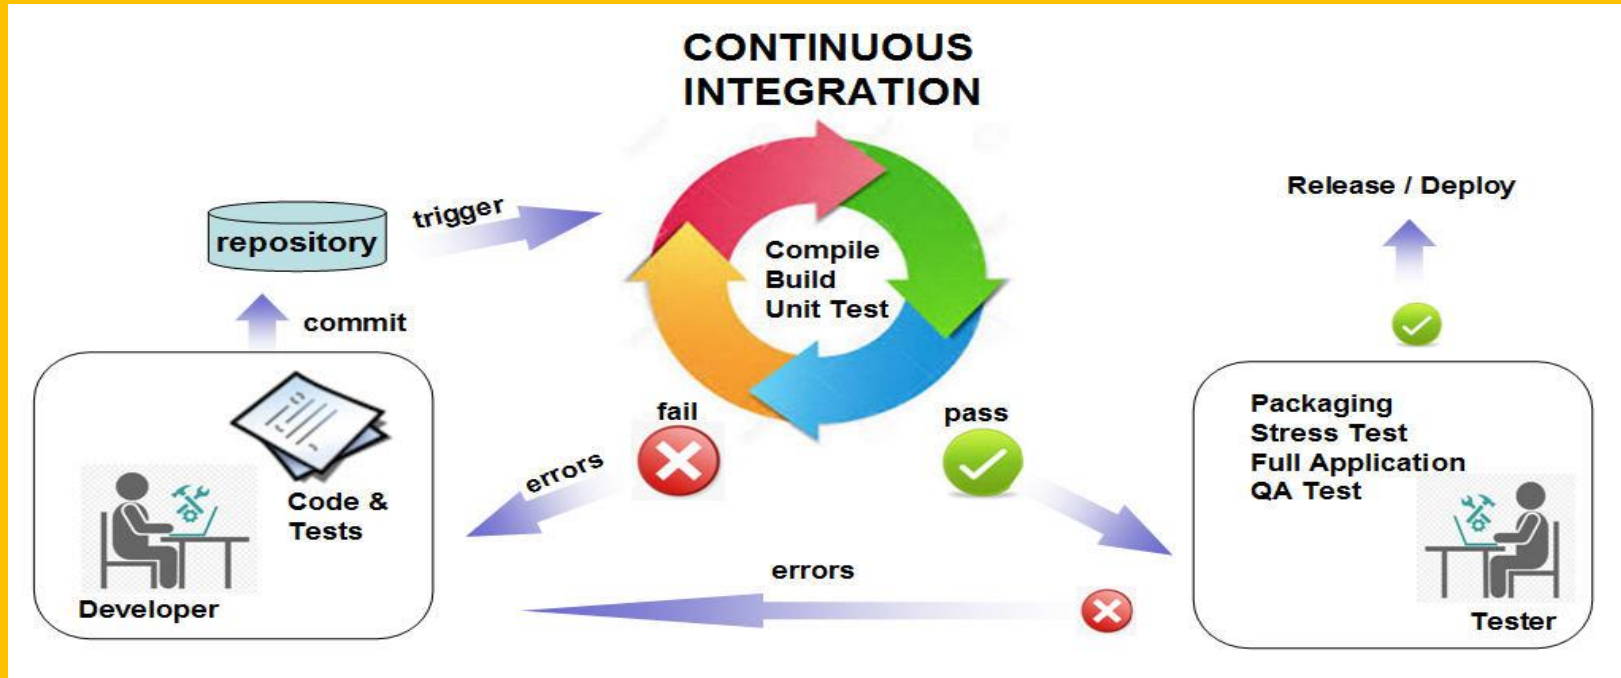 CONTINUOUS
INTEGRATION
repository
trigger
commit
Compile
Build
Unit Test
Release / Deploy
fail
pass
errors
Code &
Tests
Developer
errors
Packaging
Stress Test
Full Application
QA Test
Tester